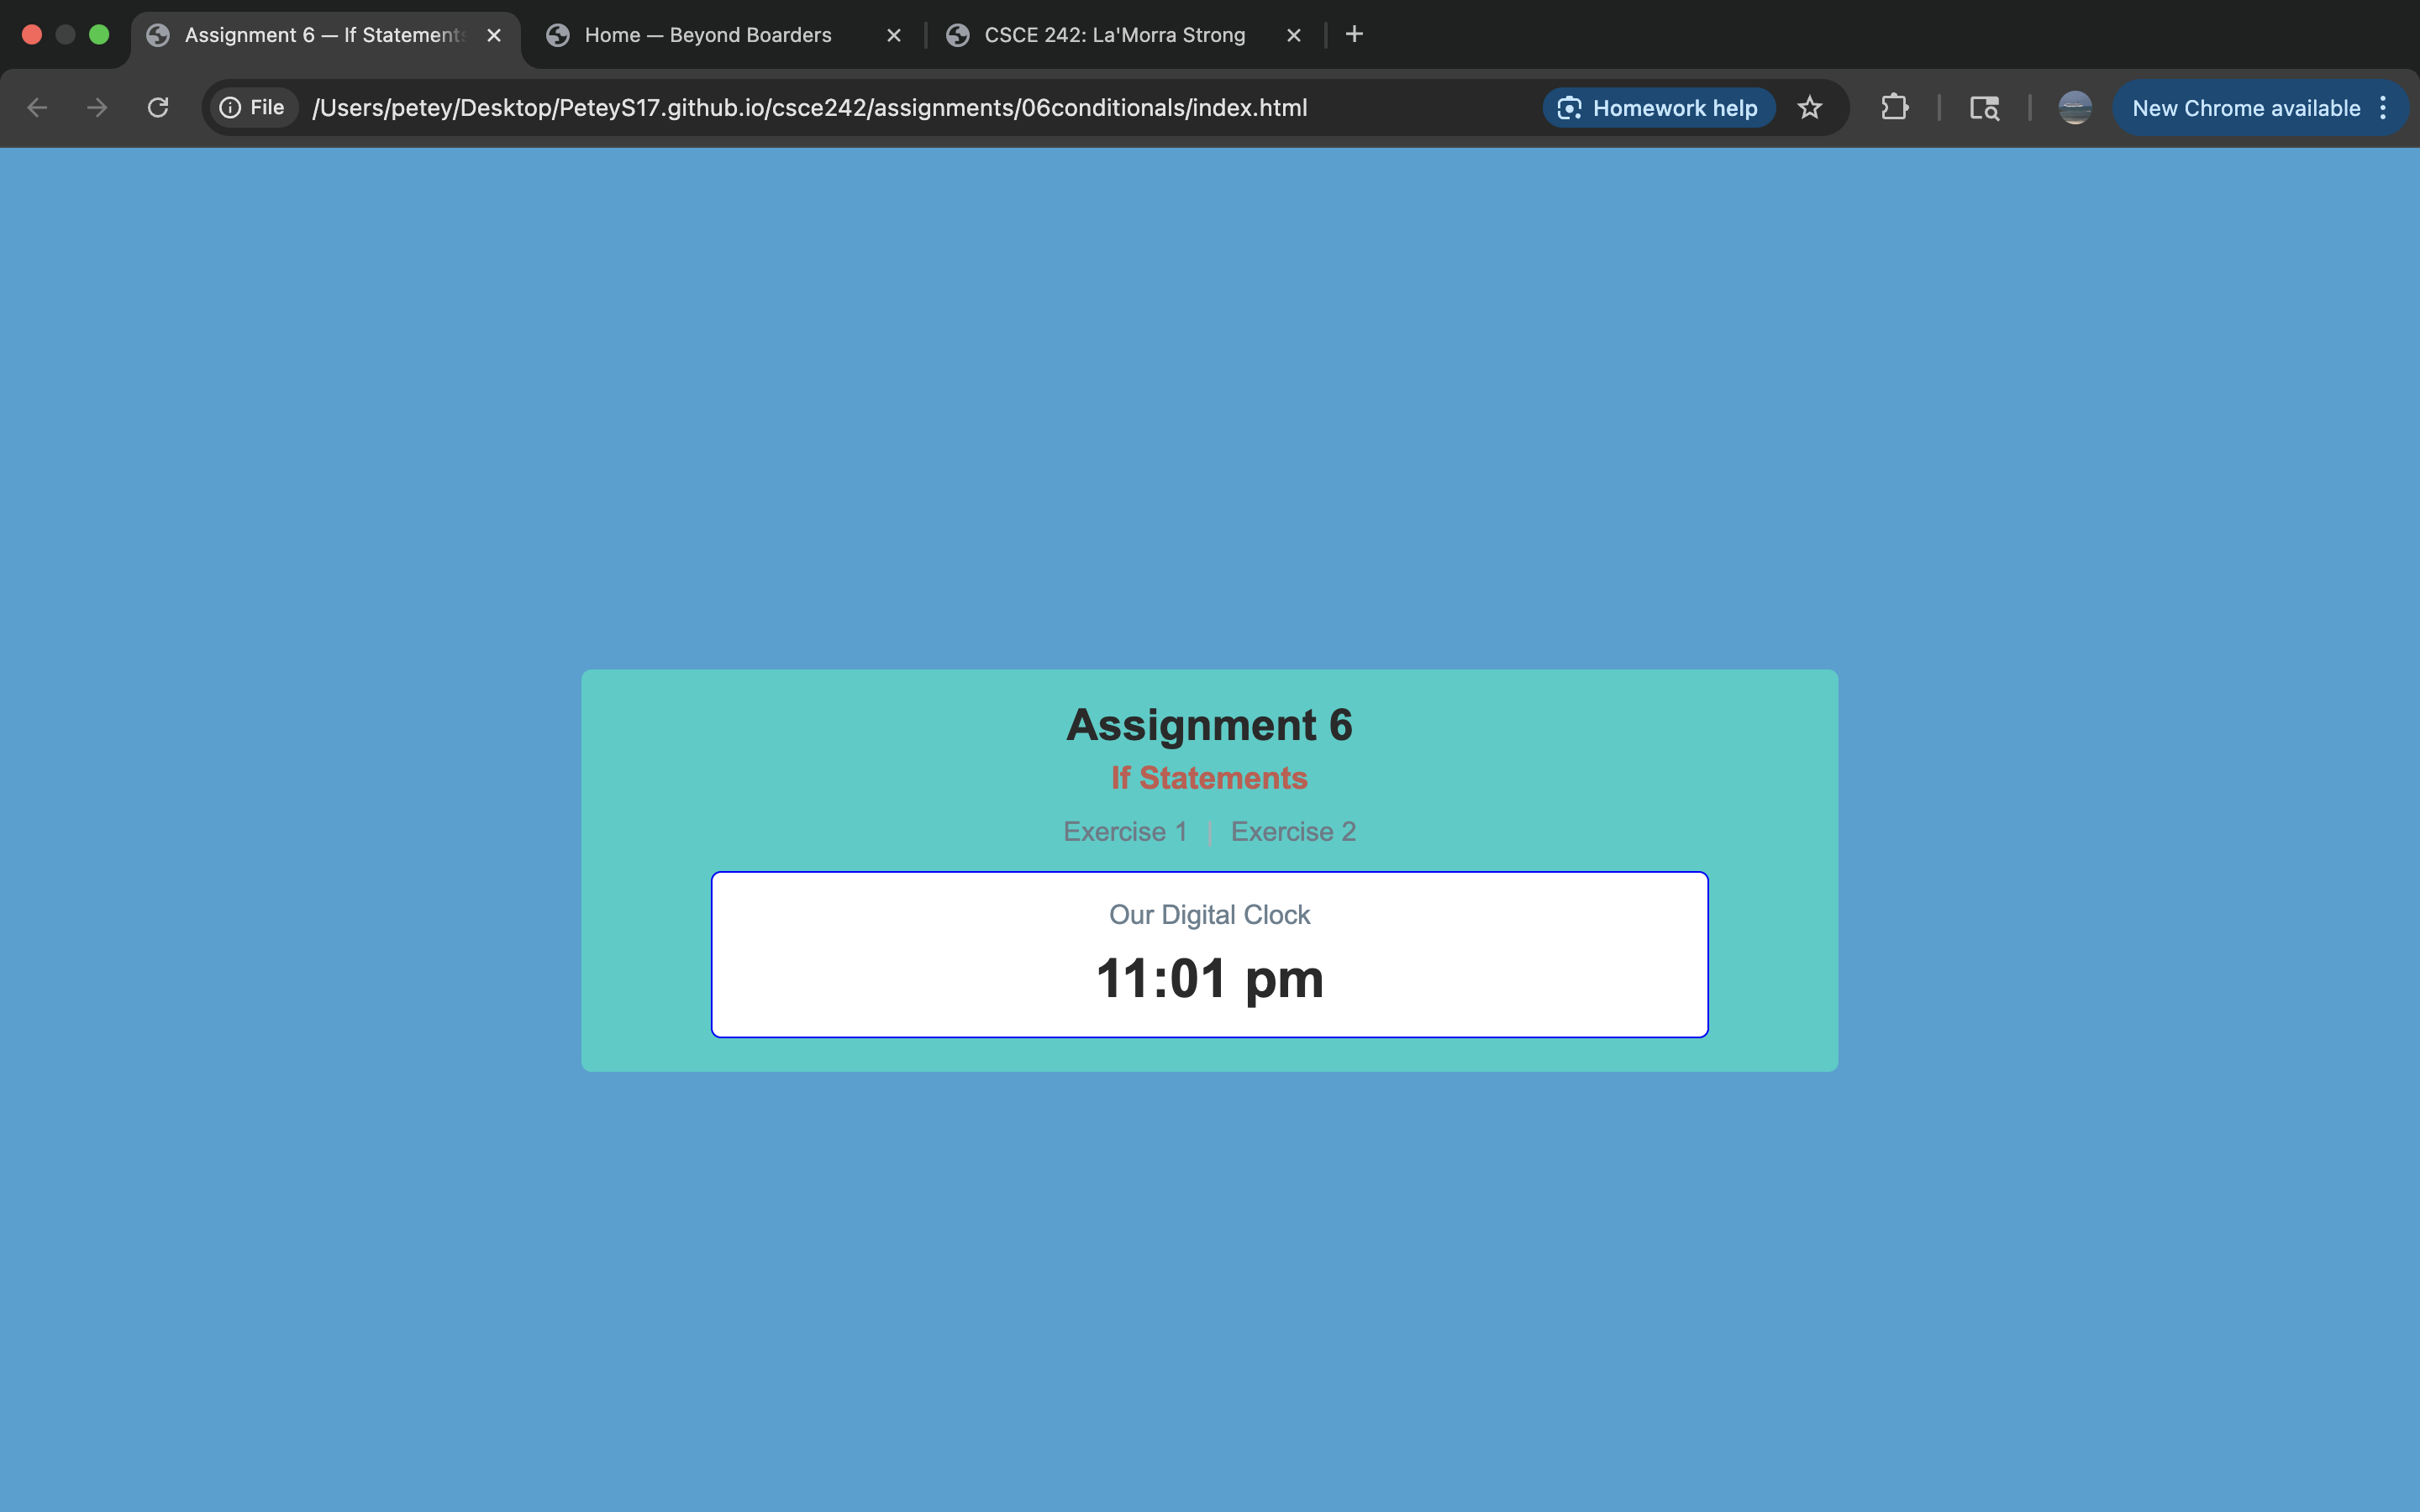 Assignment 6 — If Statements
Home — Beyond Boarders
CSCE 242: La'Morra Strong
File
/Users/petey/Desktop/PeteyS17.github.io/csce242/assignments/06conditionals/index.html
Homework help
New Chrome available
Assignment 6
If Statements
Exercise 1 | Exercise 2
Our Digital Clock
11:01 pm